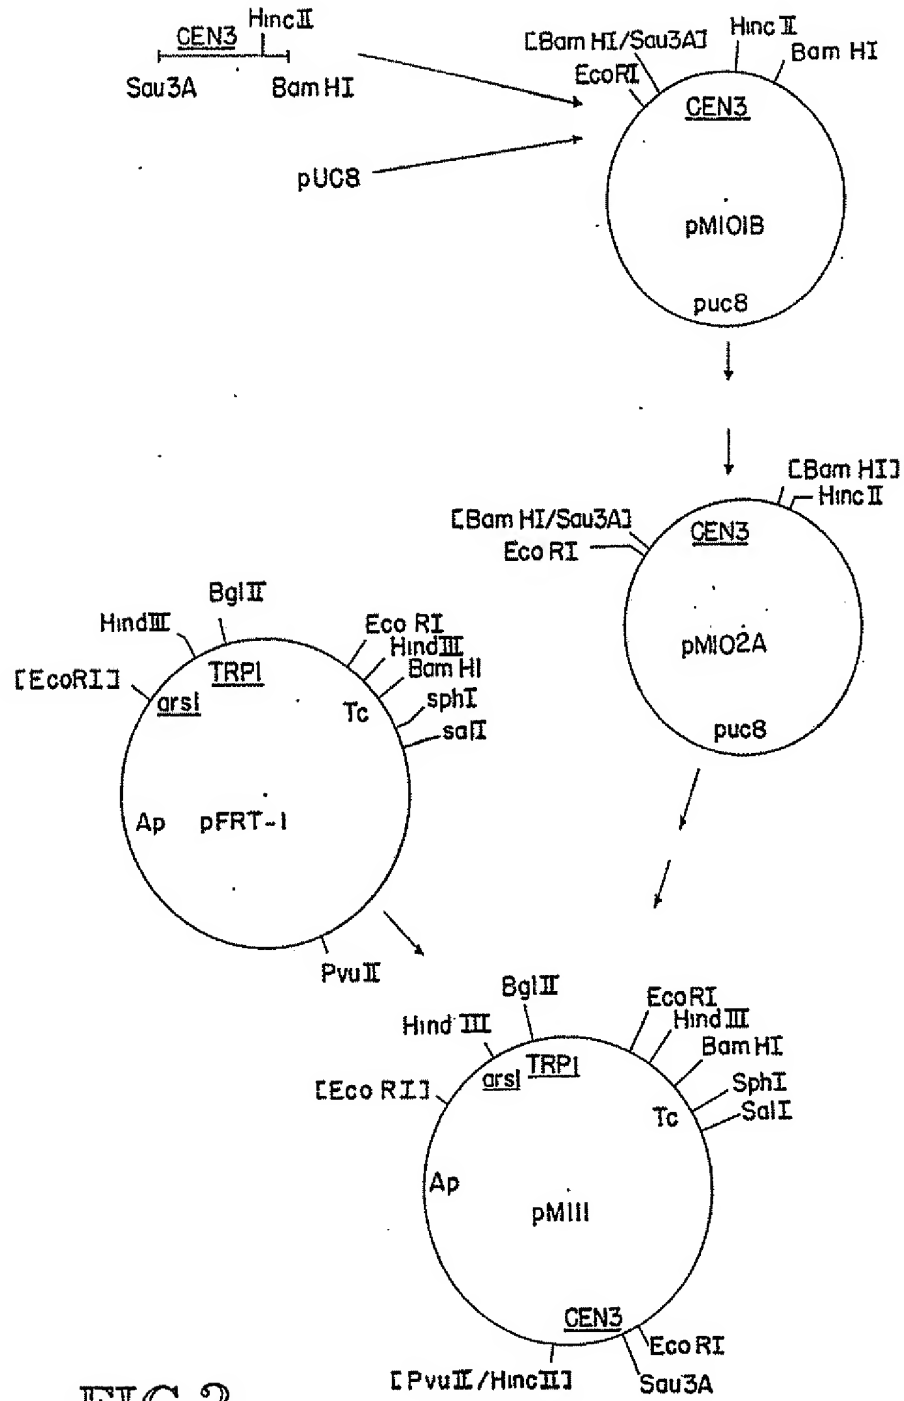 CEN3
HincII
Sau3A
BamHI
pUC8
[BamHI/Sau3A]
HincII
EcoRI
BamHI
CEN3
pM101B
puc8
[BamHI]
HincII
[BamHI/Sau3A]
EcoRI
CEN3
pM102A
puc8
BglII
HindIII
[EcoRI]
TRP1
ars1
EcoRI
HindIII
BamHI
sphI
salI
Tc
Ap
pFRT-1
PvuII
BglII
HindIII
[EcoRI]
ars1
TRP1
EcoRI
HindIII
BamHI
SphI
SalI
Tc
Ap
pM111
CEN3
EcoRI
Sau3A
[PvuII/HincII]
FIG. 2